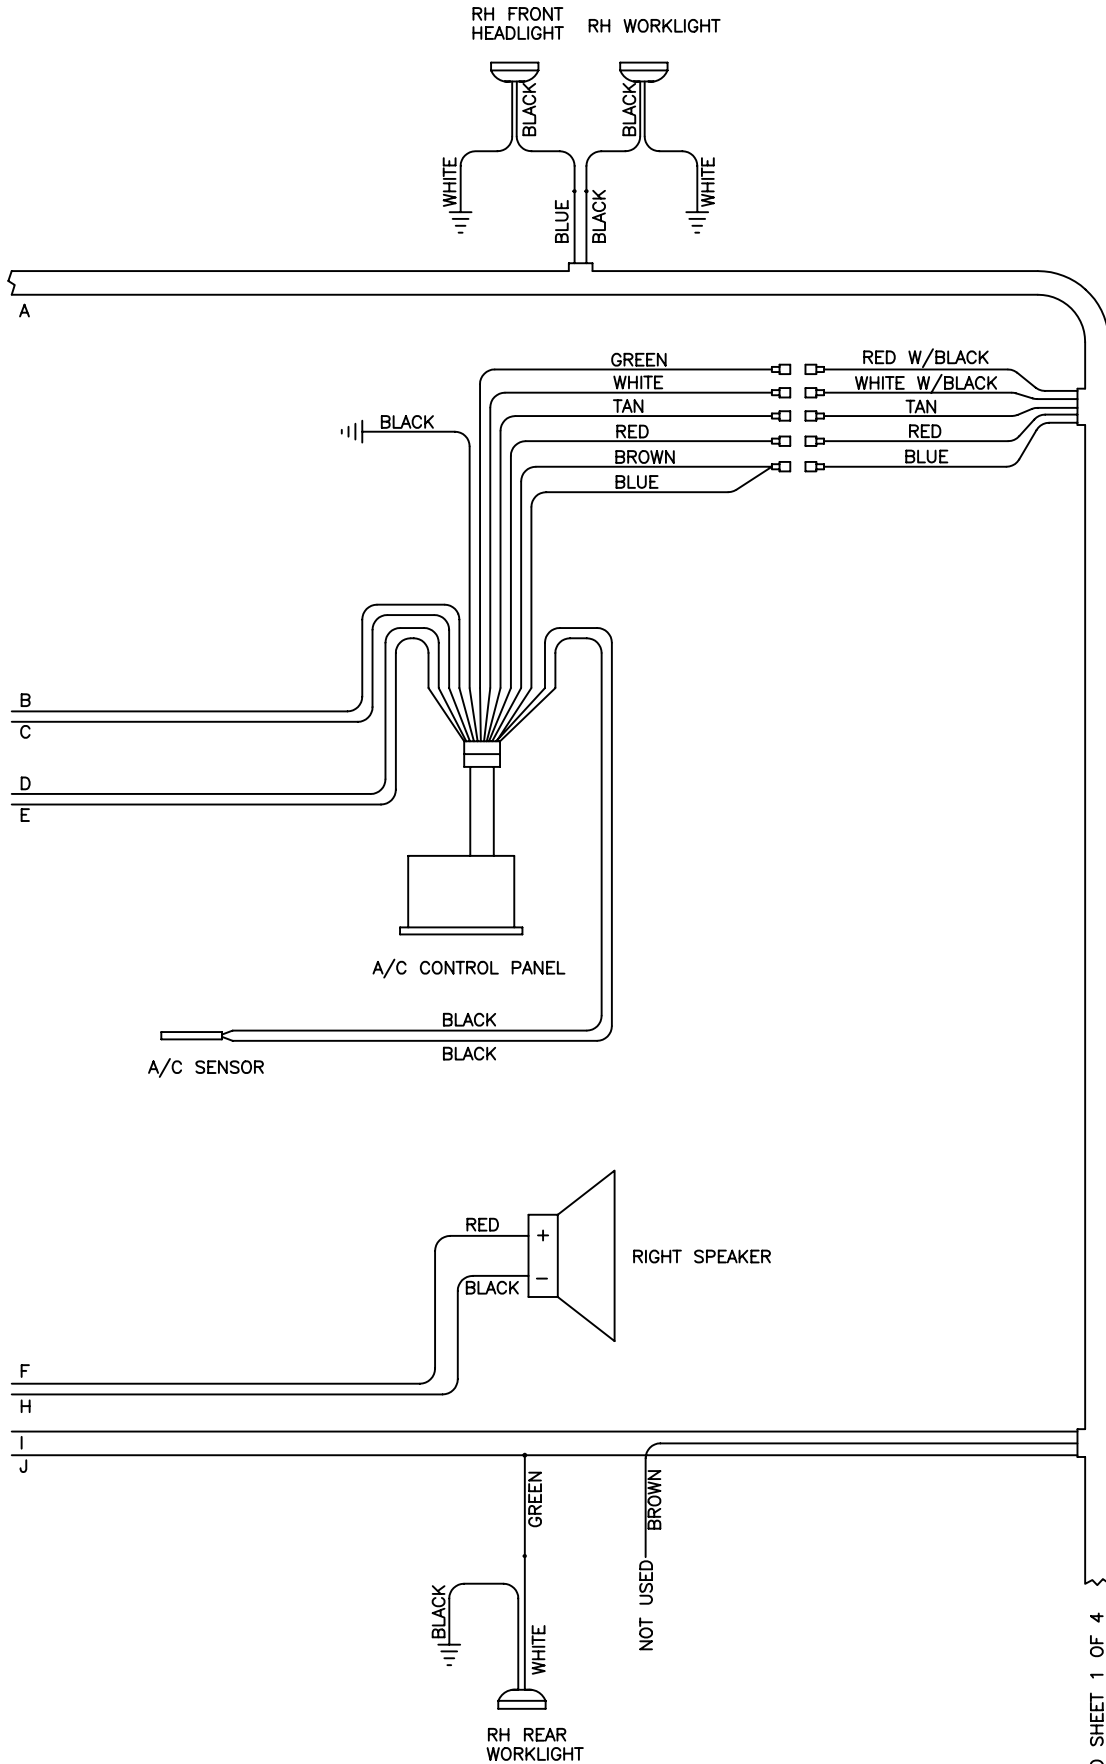 RH FRONT
HEADLIGHT
RH WORKLIGHT
BLACK
BLACK
WHITE
WHITE
BLUE
BLACK
A
GREEN
RED W/BLACK
WHITE
WHITE W/BLACK
TAN
TAN
BLACK
RED
RED
BROWN
BLUE
BLUE
B
C
D
E
A/C CONTROL PANEL
BLACK
BLACK
A/C SENSOR
RED
+
RIGHT SPEAKER
−
BLACK
F
H
I
J
GREEN
BROWN
NOT USED
BLACK
WHITE
SHEET 1 OF 4
RH REAR
WORKLIGHT